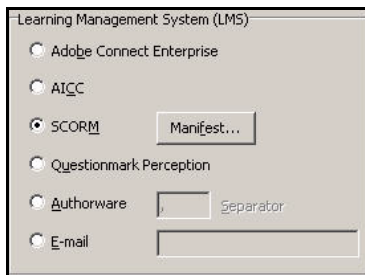 Learning Management System (LMS)
Adobe Connect Enterprise
AICC
SCORM Manifest...
Questionmark Perception
Authorware , Separator
E-mail